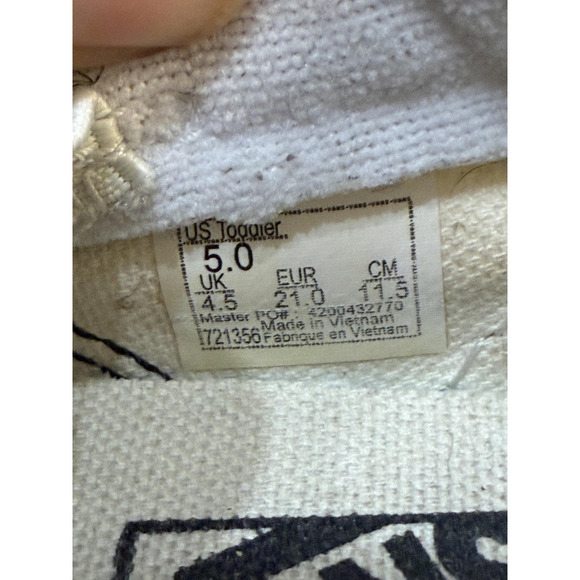 US Toddler
5.0
UK EUR CM
4.5 21.0 11.5
Master PO# : 4200432770
Made in Vietnam
721356 Fabrique en Vietnam